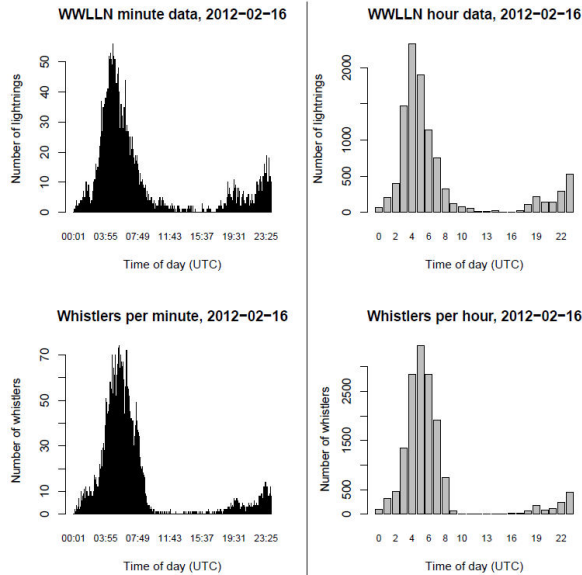 WWLLN minute data, 2012−02−16
Number of lightnings
50
40
30
20
10
0
00:01 03:55 07:49 11:43 15:37 19:31 23:25
Time of day (UTC)
WWLLN hour data, 2012−02−16
Number of lightnings
2000
1000
500
0
0 2 4 6 8 10 13 16 19 22
Time of day (UTC)
Whistlers per minute, 2012−02−16
Number of whistlers
70
50
30
10
0
00:01 03:55 07:49 11:43 15:37 19:31 23:25
Time of day (UTC)
Whistlers per hour, 2012−02−16
Number of whistlers
2500
1500
500
0
0 2 4 6 8 10 13 16 19 22
Time of day (UTC)